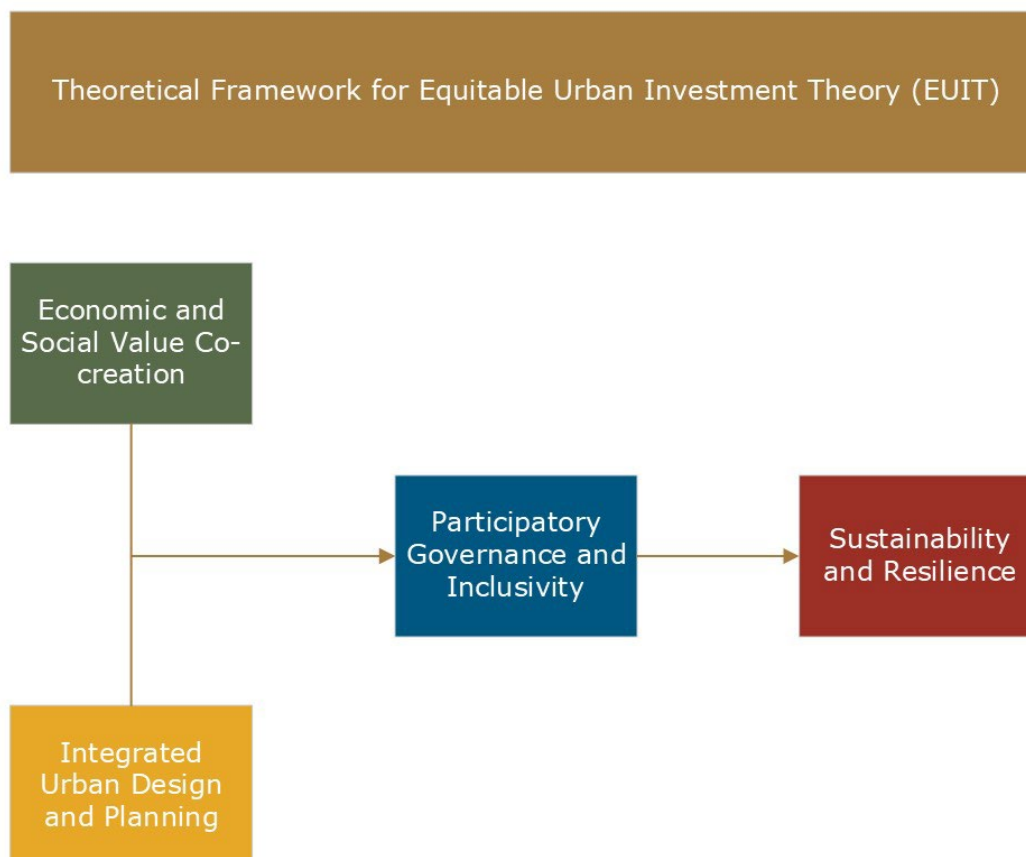 Theoretical Framework for Equitable Urban Investment Theory (EUIT)
Economic and
Social Value Co-
creation
Participatory
Governance and
Inclusivity
Sustainability
and Resilience
Integrated
Urban Design
and Planning